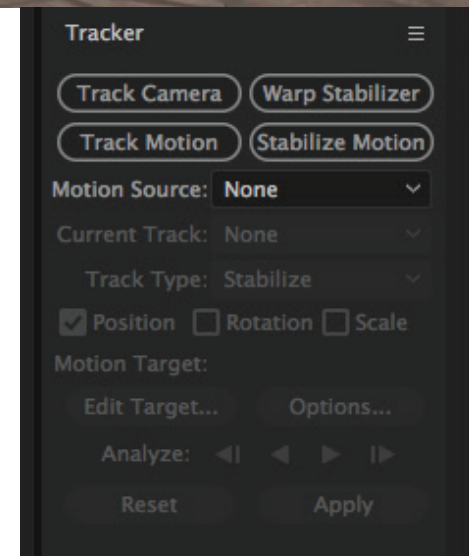 Tracker
Track Camera Warp Stabilizer
Track Motion Stabilize Motion
Motion Source: None
Current Track: None
Track Type: Stabilize
Position Rotation Scale
Motion Target:
Edit Target... Options...
Analyze:
Reset Apply